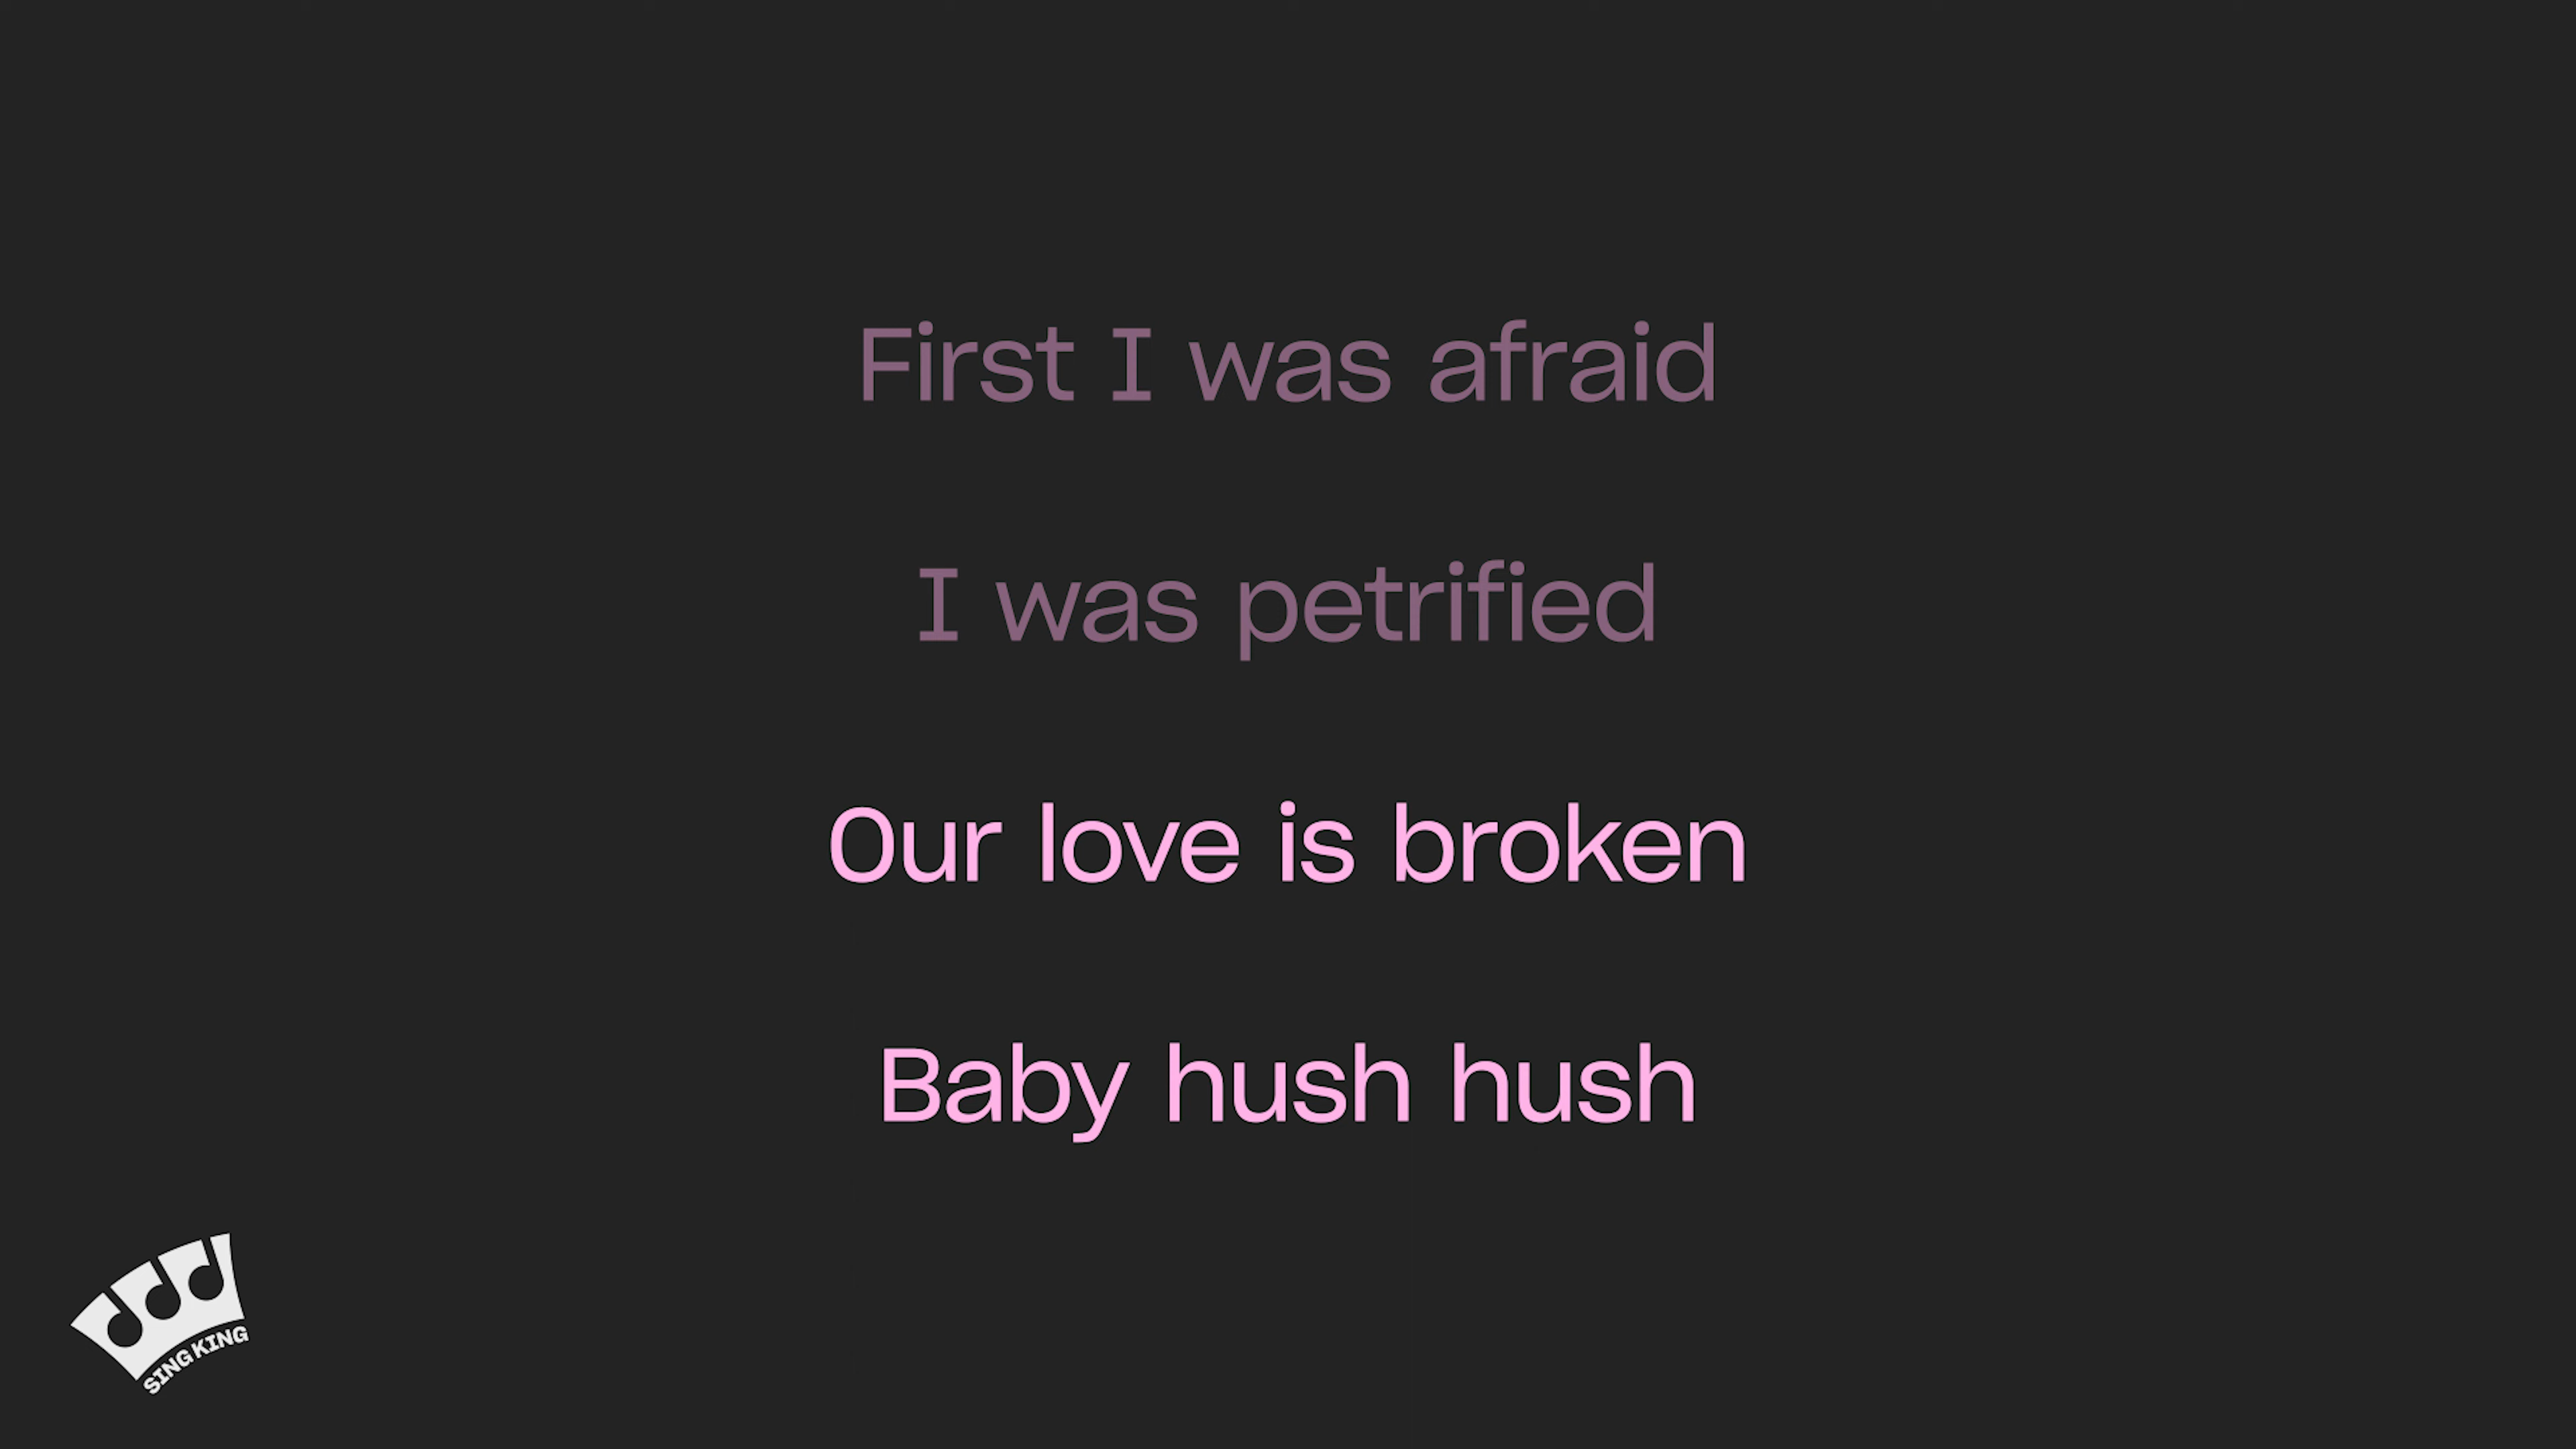 First I was afraid
I was petrified
Our love is broken
Baby hush hush
SING KING